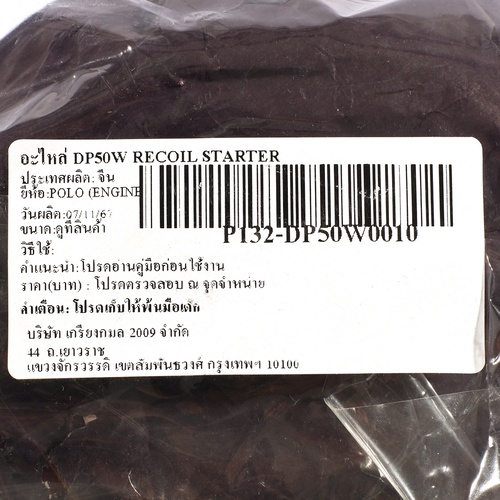 อะไหล่ DP50W RECOIL STARTER
ประเทศผลิต: จีน
ยี่ห้อ:POLO (ENGINE
วันผลิต:07/11/67
ขนาด:ดูที่สินค้า
P132-DP50W0010
วิธีใช้:
คำแนะนำ:โปรดอ่านคู่มือก่อนใช้งาน
ราคา(บาท) : โปรดตรวจสอบ ณ จุดจำหน่าย
คำเตือน: โปรดเก็บให้พ้นมือเด็ก
บริษัท เกรียงกมล 2009 จำกัด
44 ถ.เยาวราช
แขวงจักรวรรดิ เขตสัมพันธวงศ์ กรุงเทพฯ 10100